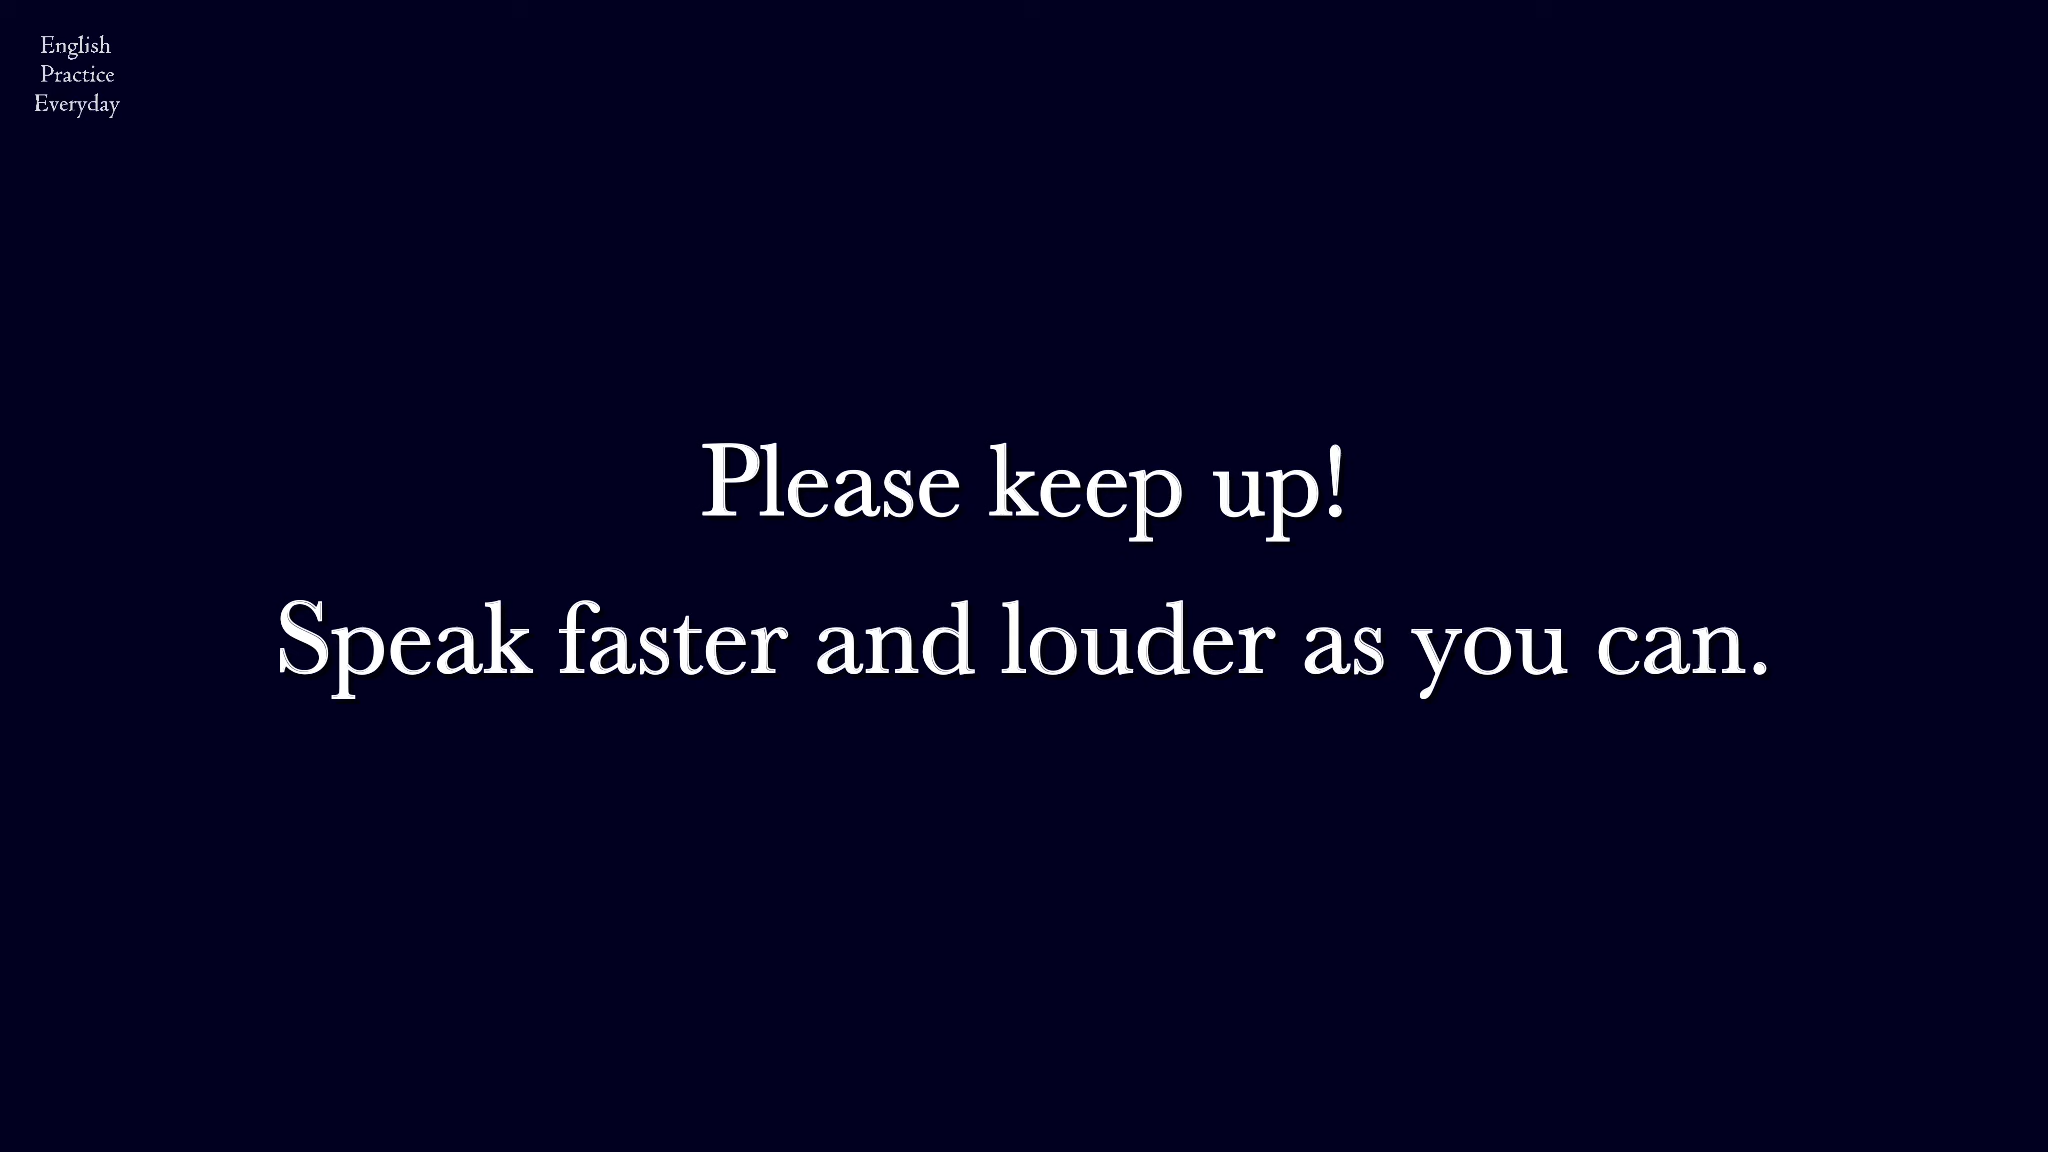 English
Practice
Everyday
Please keep up!
Speak faster and louder as you can.